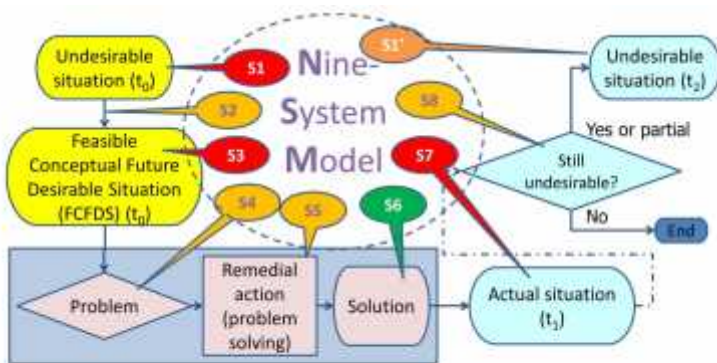 Undesirable
situation (t0)
S1
Nine-
S1'
Undesirable
situation (t2)
S2
System
S8
Yes or partial
Feasible
Conceptual Future
Desirable Situation
(FCFDS) (t0)
S3
Model
S7
Still
undesirable?
S4
S5
S6
No
End
Problem
Remedial
action
(problem
solving)
Solution
Actual situation
(t1)